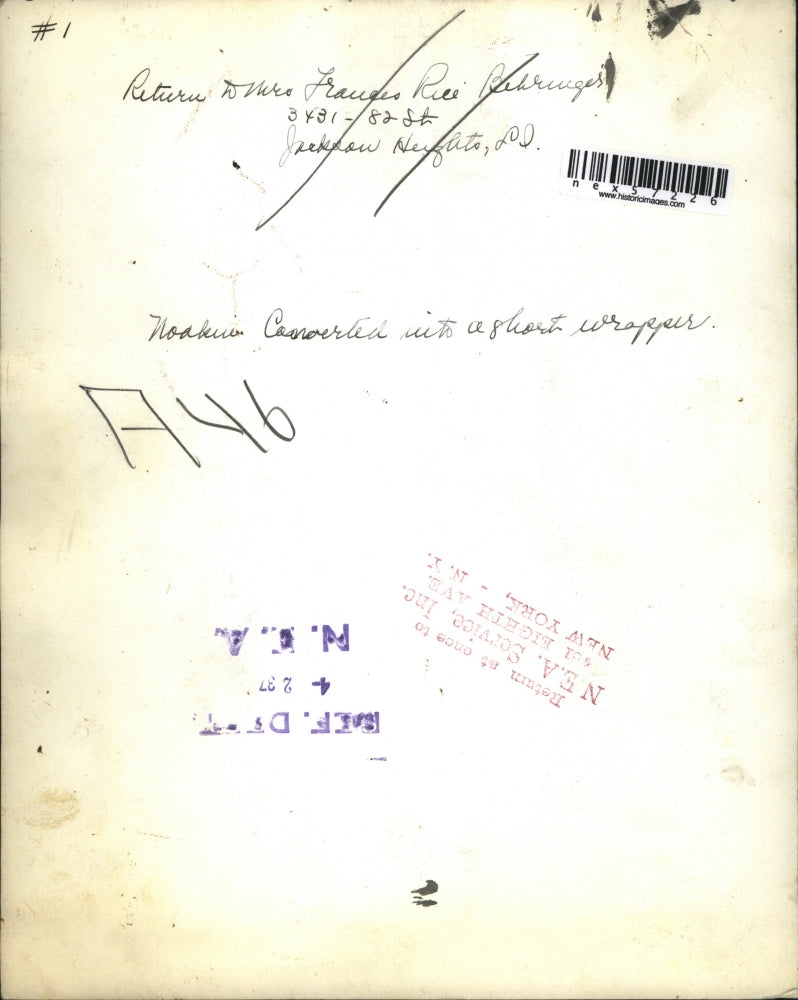 #1
Return to Mrs Frances Rice Behringer
3431-82 St
Jackson Heights, L.I.
nex57226
www.historicimages.com
Converted into a short wrapper.
A46
Return at once to
N.E.A. Service, Inc.
461 EIGHTH AVE.
NEW YORK, - N. Y.
REF. DEPT.
4- 2 37
N.E.A.